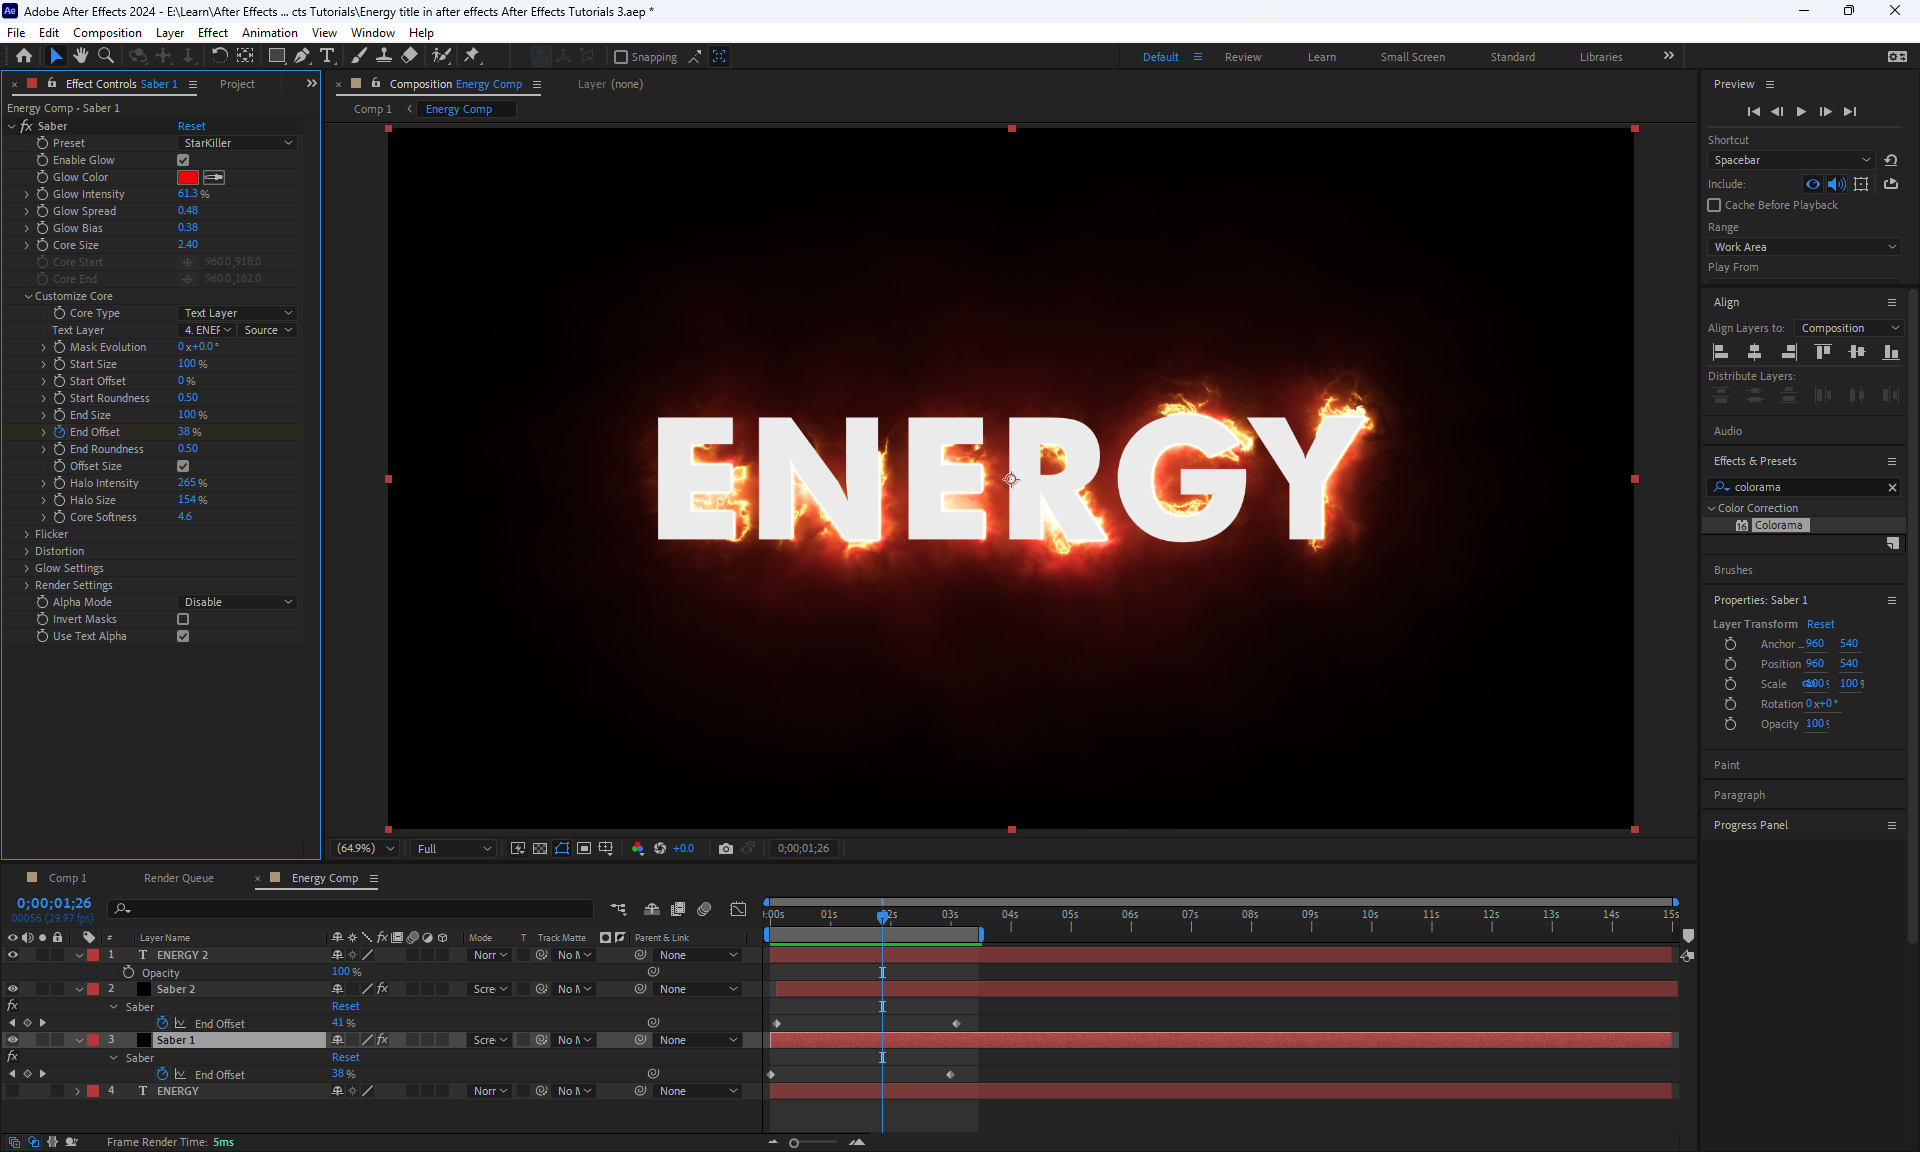 Adobe After Effects 2024 - E:\Learn\After Effects ... cts Tutorials\Energy title in after effects After Effects Tutorials 3.aep *
File Edit Composition Layer Effect Animation View Window Help
Snapping
Default Review Learn Small Screen Standard Libraries
Effect Controls Saber 1
Project
Energy Comp • Saber 1
fx Saber Reset
Preset StarKiller
Enable Glow
Glow Color
Glow Intensity 61.3 %
Glow Spread 0.48
Glow Bias 0.38
Core Size 2.40
Core Start 960.0,918.0
Core End 960.0,162.0
Customize Core
Core Type Text Layer
Text Layer 4. ENEF Source
Mask Evolution 0 x+0.0 °
Start Size 100 %
Start Offset 0 %
Start Roundness 0.50
End Size 100 %
End Offset 38 %
End Roundness 0.50
Offset Size
Halo Intensity 265 %
Halo Size 154 %
Core Softness 4.6
Flicker
Distortion
Glow Settings
Render Settings
Alpha Mode Disable
Invert Masks
Use Text Alpha
Composition Energy Comp
Layer (none)
Comp 1 Energy Comp
ENERGY
(64.9%) Full +0.0 0;00;01;26
Preview
Shortcut
Spacebar
Include:
Cache Before Playback
Range
Work Area
Play From
Align
Align Layers to: Composition
Distribute Layers:
Audio
Effects & Presets
colorama
Color Correction
16 Colorama
Brushes
Properties: Saber 1
Layer Transform Reset
Anchor ... 960 540
Position 960 540
Scale 100 100
Rotation 0 x+0 °
Opacity 100
Paint
Paragraph
Progress Panel
Comp 1 Render Queue Energy Comp
0;00;01;26
00056 (29.97 fps)
:00s 01s 2s 03s 04s 05s 06s 07s 08s 09s 10s 11s 12s 13s 14s 15s
# Layer Name fx Mode T Track Matte Parent & Link
1 T ENERGY 2 Norr No M None
Opacity 100 %
2 Saber 2 fx Scre No M None
fx Saber Reset
End Offset 41 %
3 Saber 1 fx Scre No M None
fx Saber Reset
End Offset 38 %
4 T ENERGY Norr No M None
Frame Render Time: 5ms